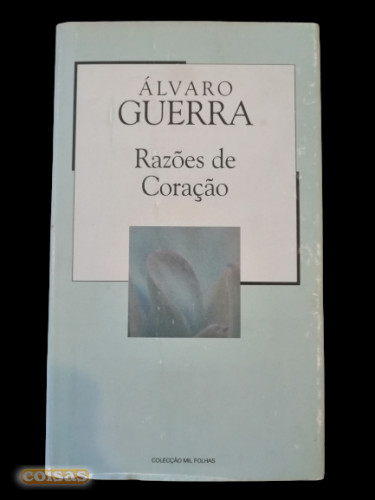 ÁLVARO
GUERRA
Razões de
Coração
COLECÇÃO MIL FOLHAS
coisas